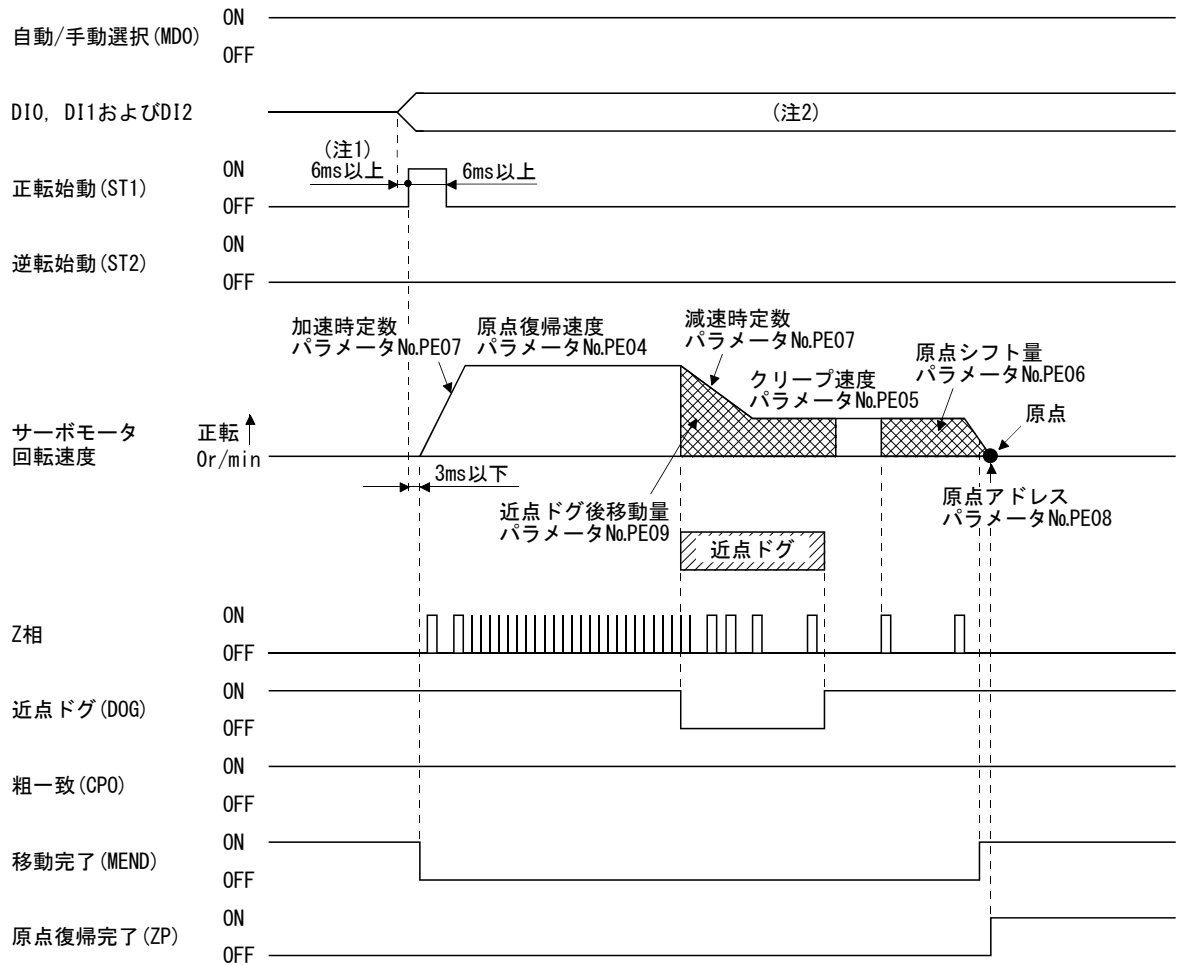 ON
自動/手動選択(MD0)
OFF
DI0, DI1およびDI2
(注2)
(注1)
ON
6ms以上
6ms以上
正転始動(ST1)
OFF
ON
逆転始動(ST2)
OFF
加速時定数
パラメータNo.PE07
原点復帰速度
パラメータNo.PE04
減速時定数
パラメータNo.PE07
クリープ速度
パラメータNo.PE05
原点シフト量
パラメータNo.PE06
原点
サーボモータ
回転速度
正転
0r/min
3ms以下
近点ドグ後移動量
パラメータNo.PE09
原点アドレス
パラメータNo.PE08
近点ドグ
ON
Z相
OFF
ON
近点ドグ(DOG)
OFF
ON
粗一致(CPO)
OFF
ON
移動完了(MEND)
OFF
ON
原点復帰完了(ZP)
OFF